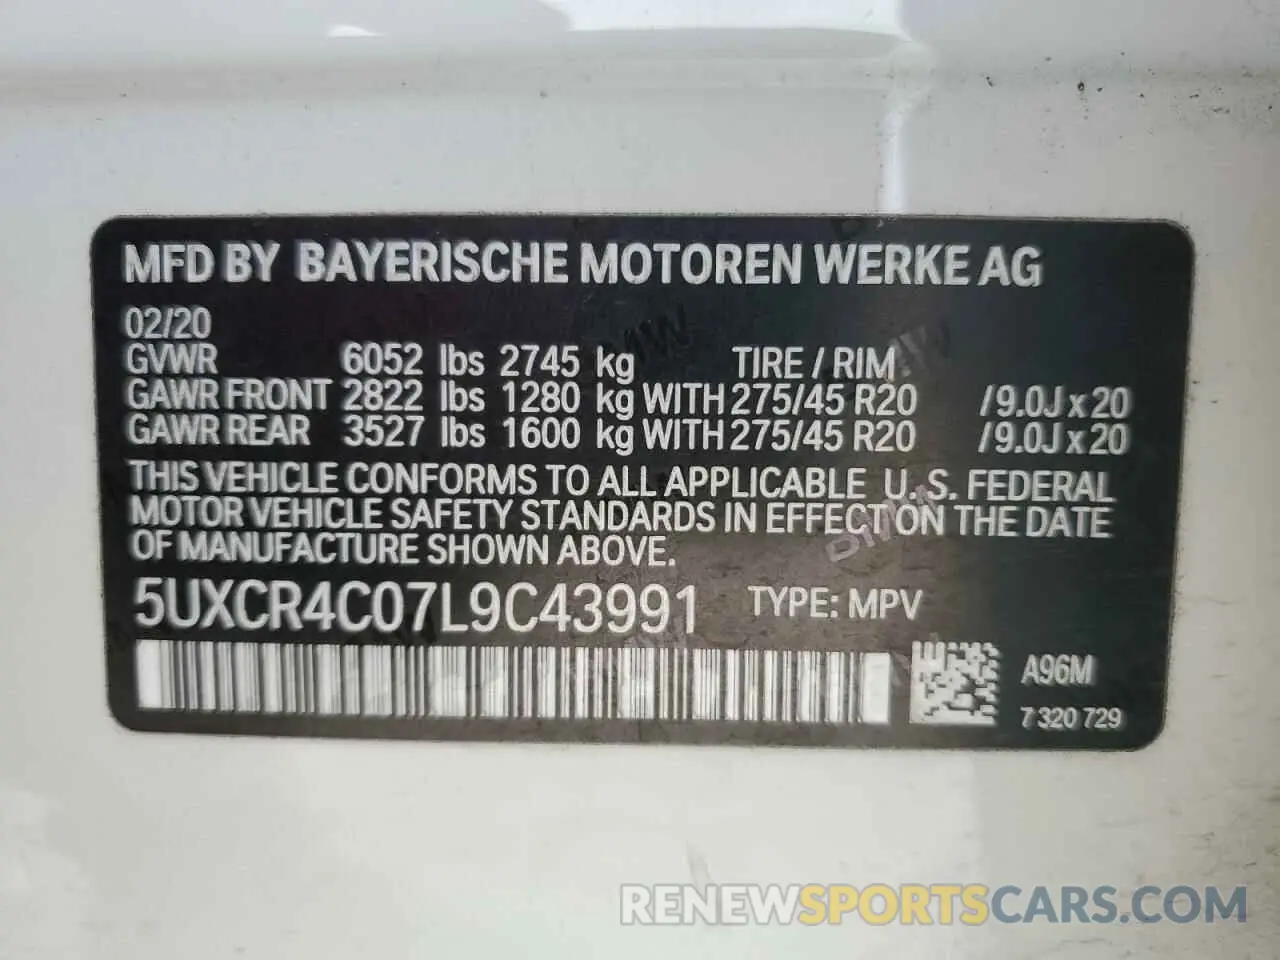 MFD BY BAYERISCHE MOTOREN WERKE AG
02/20
GVWR 6052 lbs 2745 kg TIRE / RIM
GAWR FRONT 2822 lbs 1280 kg WITH 275/45 R20 /9.0J x 20
GAWR REAR 3527 lbs 1600 kg WITH 275/45 R20 /9.0J x 20
THIS VEHICLE CONFORMS TO ALL APPLICABLE U.S. FEDERAL
MOTOR VEHICLE SAFETY STANDARDS IN EFFECT ON THE DATE
OF MANUFACTURE SHOWN ABOVE.
5UXCR4C07L9C43991 TYPE: MPV
A96M
7 320 729
RENEWSPORTSCARS.COM